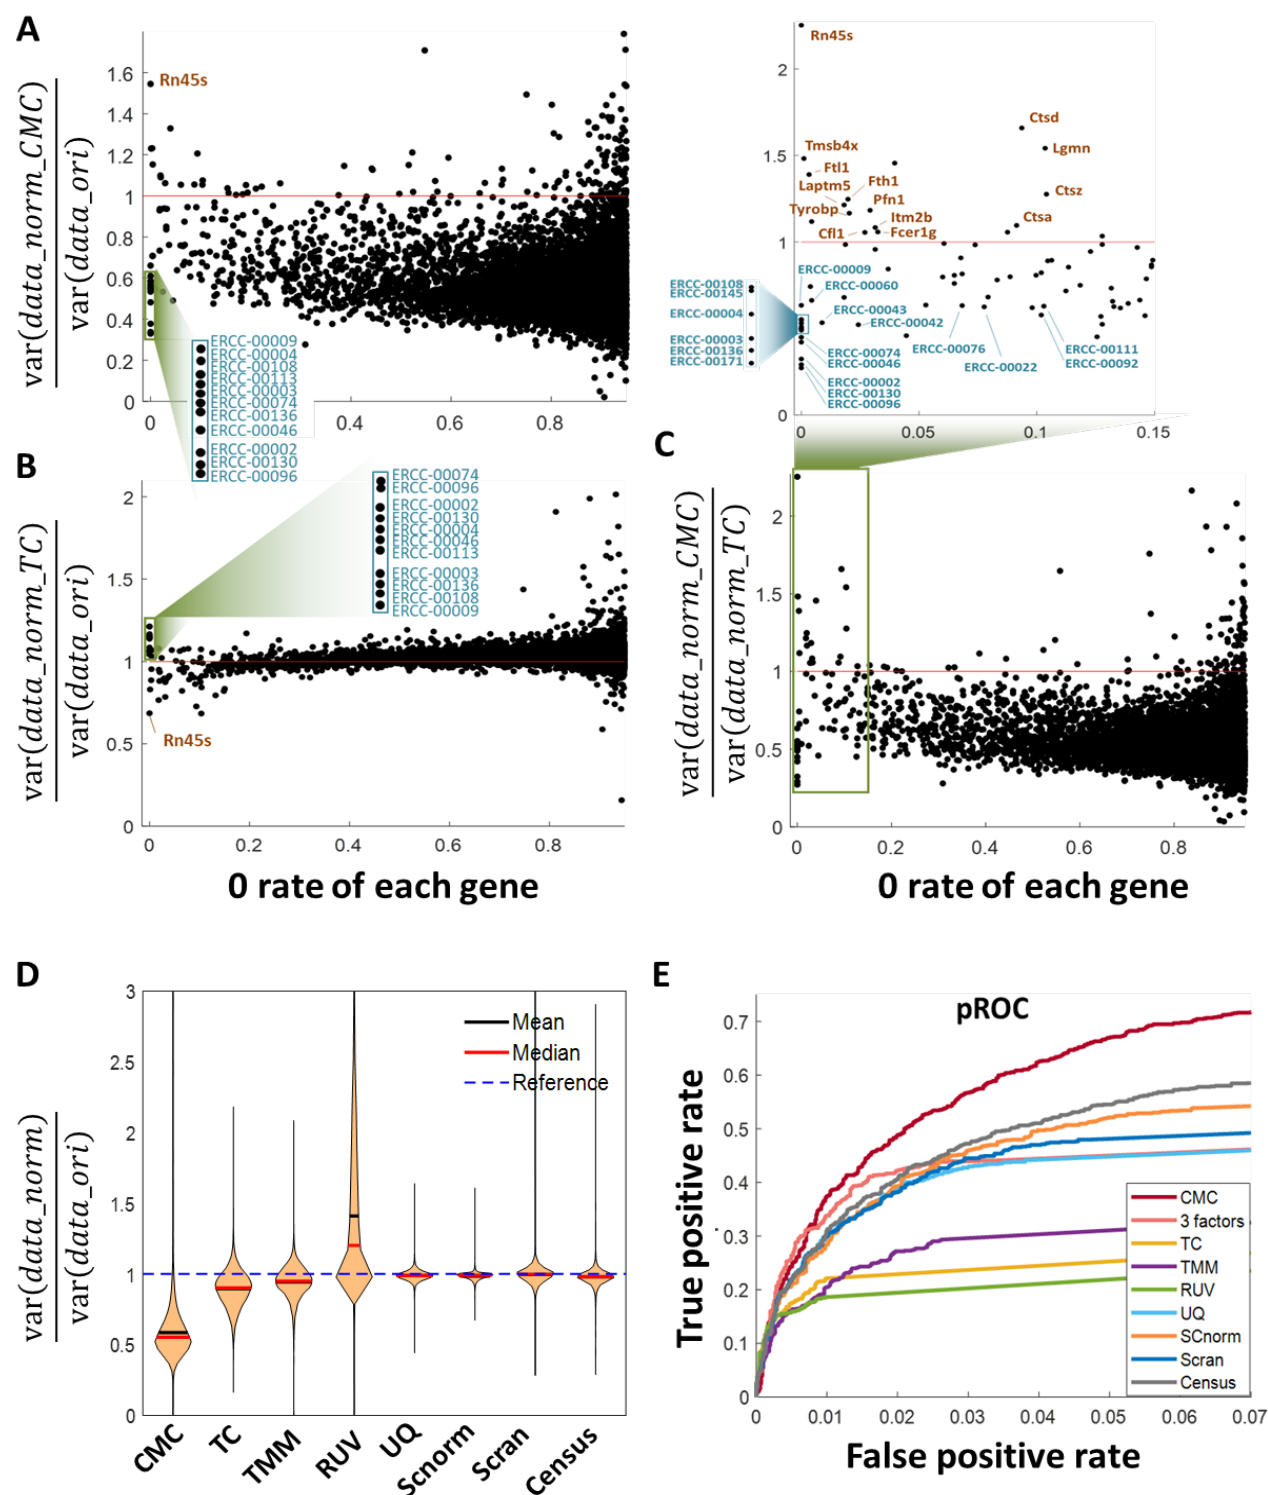 A
var(data_norm_CMC)
var(data_ori)
1.6
1.4
1.2
1
0.8
0.6
0.4
0.2
0
Rn45s
ERCC-00009
ERCC-00004
ERCC-00108
ERCC-00113
ERCC-00003
ERCC-00074
ERCC-00136
ERCC-00046
ERCC-00002
ERCC-00130
ERCC-00096
0
0.4
0.6
0.8
B
var(data_norm_TC)
var(data_ori)
2
1.5
1
0.5
0
ERCC-00074
ERCC-00096
ERCC-00002
ERCC-00130
ERCC-00004
ERCC-00046
ERCC-00113
ERCC-00003
ERCC-00136
ERCC-00108
ERCC-00009
Rn45s
0
0.2
0.4
0.6
0.8
0 rate of each gene
2
1.5
1
0
Rn45s
Ctsd
Tmsb4x
Lgmn
Ftl1
Fth1
Laptm5
Ctsz
Pfn1
Tyrobp
Itm2b
Ctsa
Cfl1
Fcer1g
ERCC-00009
ERCC-00108
ERCC-00145
ERCC-00060
ERCC-00004
ERCC-00043
ERCC-00042
ERCC-00003
ERCC-00136
ERCC-00171
ERCC-00074
ERCC-00046
ERCC-00076
ERCC-00111
ERCC-00022
ERCC-00092
ERCC-00002
ERCC-00130
ERCC-00096
0
0.05
0.1
0.15
C
var(data_norm_CMC)
var(data_norm_TC)
2
1.5
1
0.5
0
0
0.2
0.4
0.6
0.8
0 rate of each gene
D
var(data_norm)
var(data_ori)
3
2.5
2
1.5
1
0.5
0
Mean
Median
Reference
CMC
TC
TMM
RUV
UQ
Scnorm
Scran
Census
E
pROC
True positive rate
0.7
0.6
0.5
0.4
0.3
0.2
0.1
0
CMC
3 factors
TC
TMM
RUV
UQ
SCnorm
Scran
Census
0
0.01
0.02
0.03
0.04
0.05
0.06
0.07
False positive rate